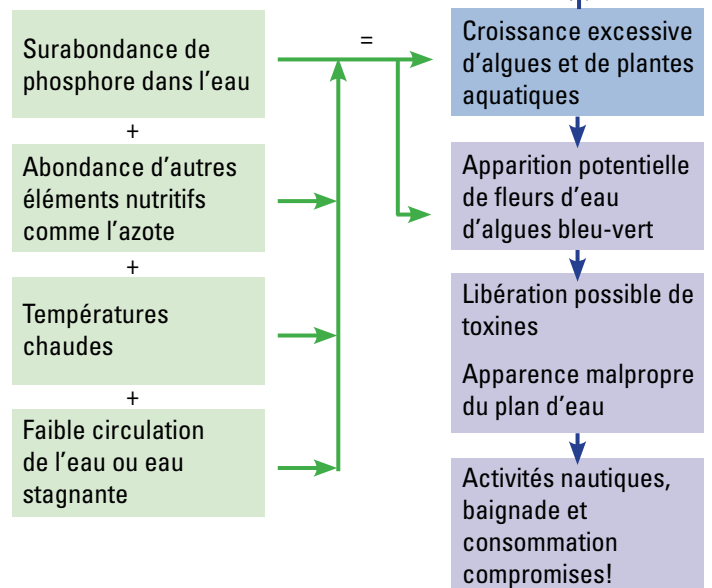 Surabondance de
phosphore dans l'eau
+
Abondance d'autres
éléments nutritifs
comme l'azote
+
Températures
chaudes
+
Faible circulation
de l'eau ou eau
stagnante
=
Croissance excessive
d'algues et de plantes
aquatiques
Apparition potentielle
de fleurs d'eau
d'algues bleu-vert
Libération possible de
toxines
Apparence malpropre
du plan d'eau
Activités nautiques,
baignade et
consommation
compromises!